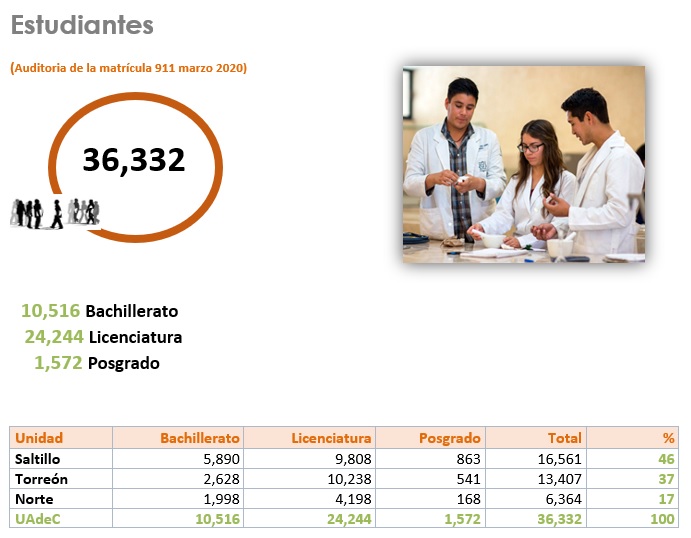 Estudiantes
(Auditoria de la matrícula 911 marzo 2020)
36,332
10,516 Bachillerato
24,244 Licenciatura
1,572 Posgrado
Unidad Bachillerato Licenciatura Posgrado Total %
Saltillo 5,890 9,808 863 16,561 46
Torreón 2,628 10,238 541 13,407 37
Norte 1,998 4,198 168 6,364 17
UAdeC 10,516 24,244 1,572 36,332 100